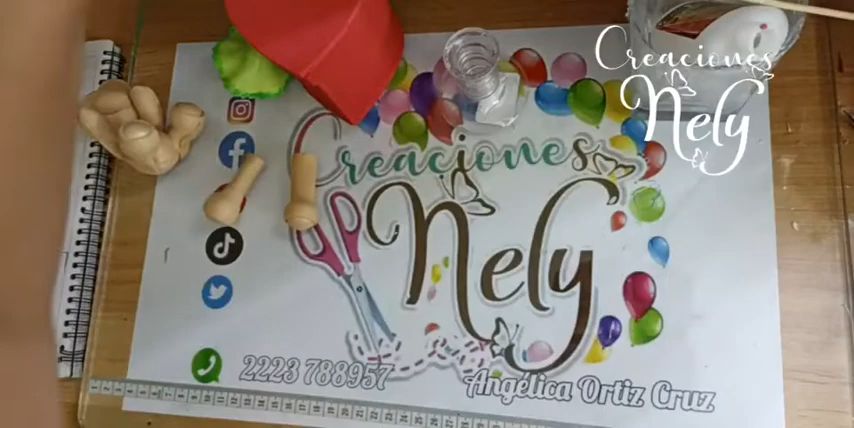 Creaciones
Nely
Creaciones
Nely
2223 788957
Angélica Ortiz Cruz